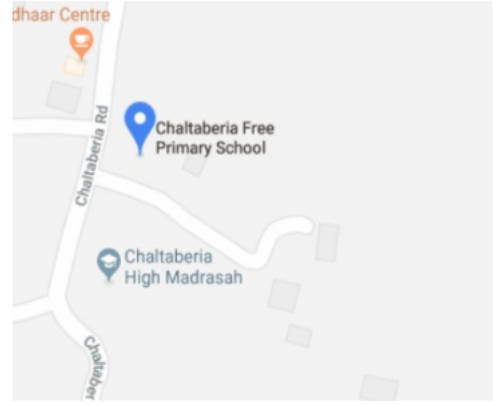 dhaar Centre
Chaltaberia Free
Primary School
Chaltaberia Rd
Chaltaberia
High Madrasah
Chaltaber